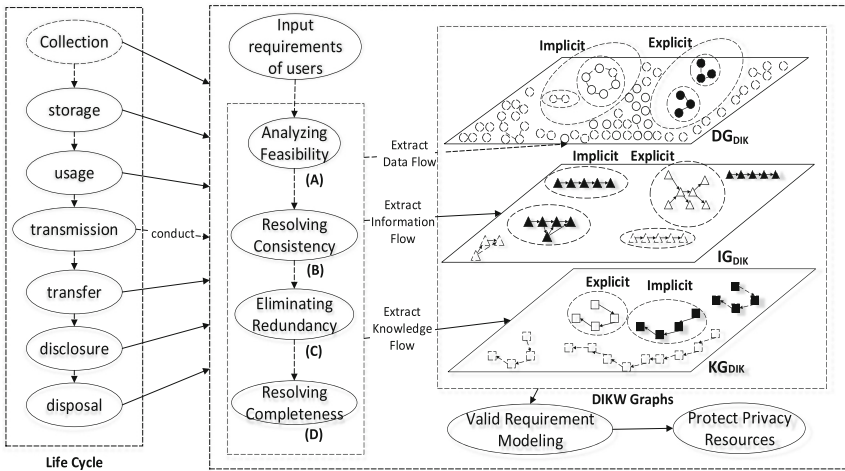 Collection
storage
usage
transmission
transfer
disclosure
disposal
Life Cycle
conduct
Input
requirements
of users
Analyzing
Feasibility
(A)
Resolving
Consistency
(B)
Eliminating
Redundancy
(C)
Resolving
Completeness
(D)
Extract
Data Flow
Extract
Information
Flow
Extract
Knowledge
Flow
Implicit
Explicit
DGDIK
Implicit
Explicit
IGDIK
Explicit
Implicit
KGDIK
DIKW Graphs
Valid Requirement
Modeling
Protect Privacy
Resources